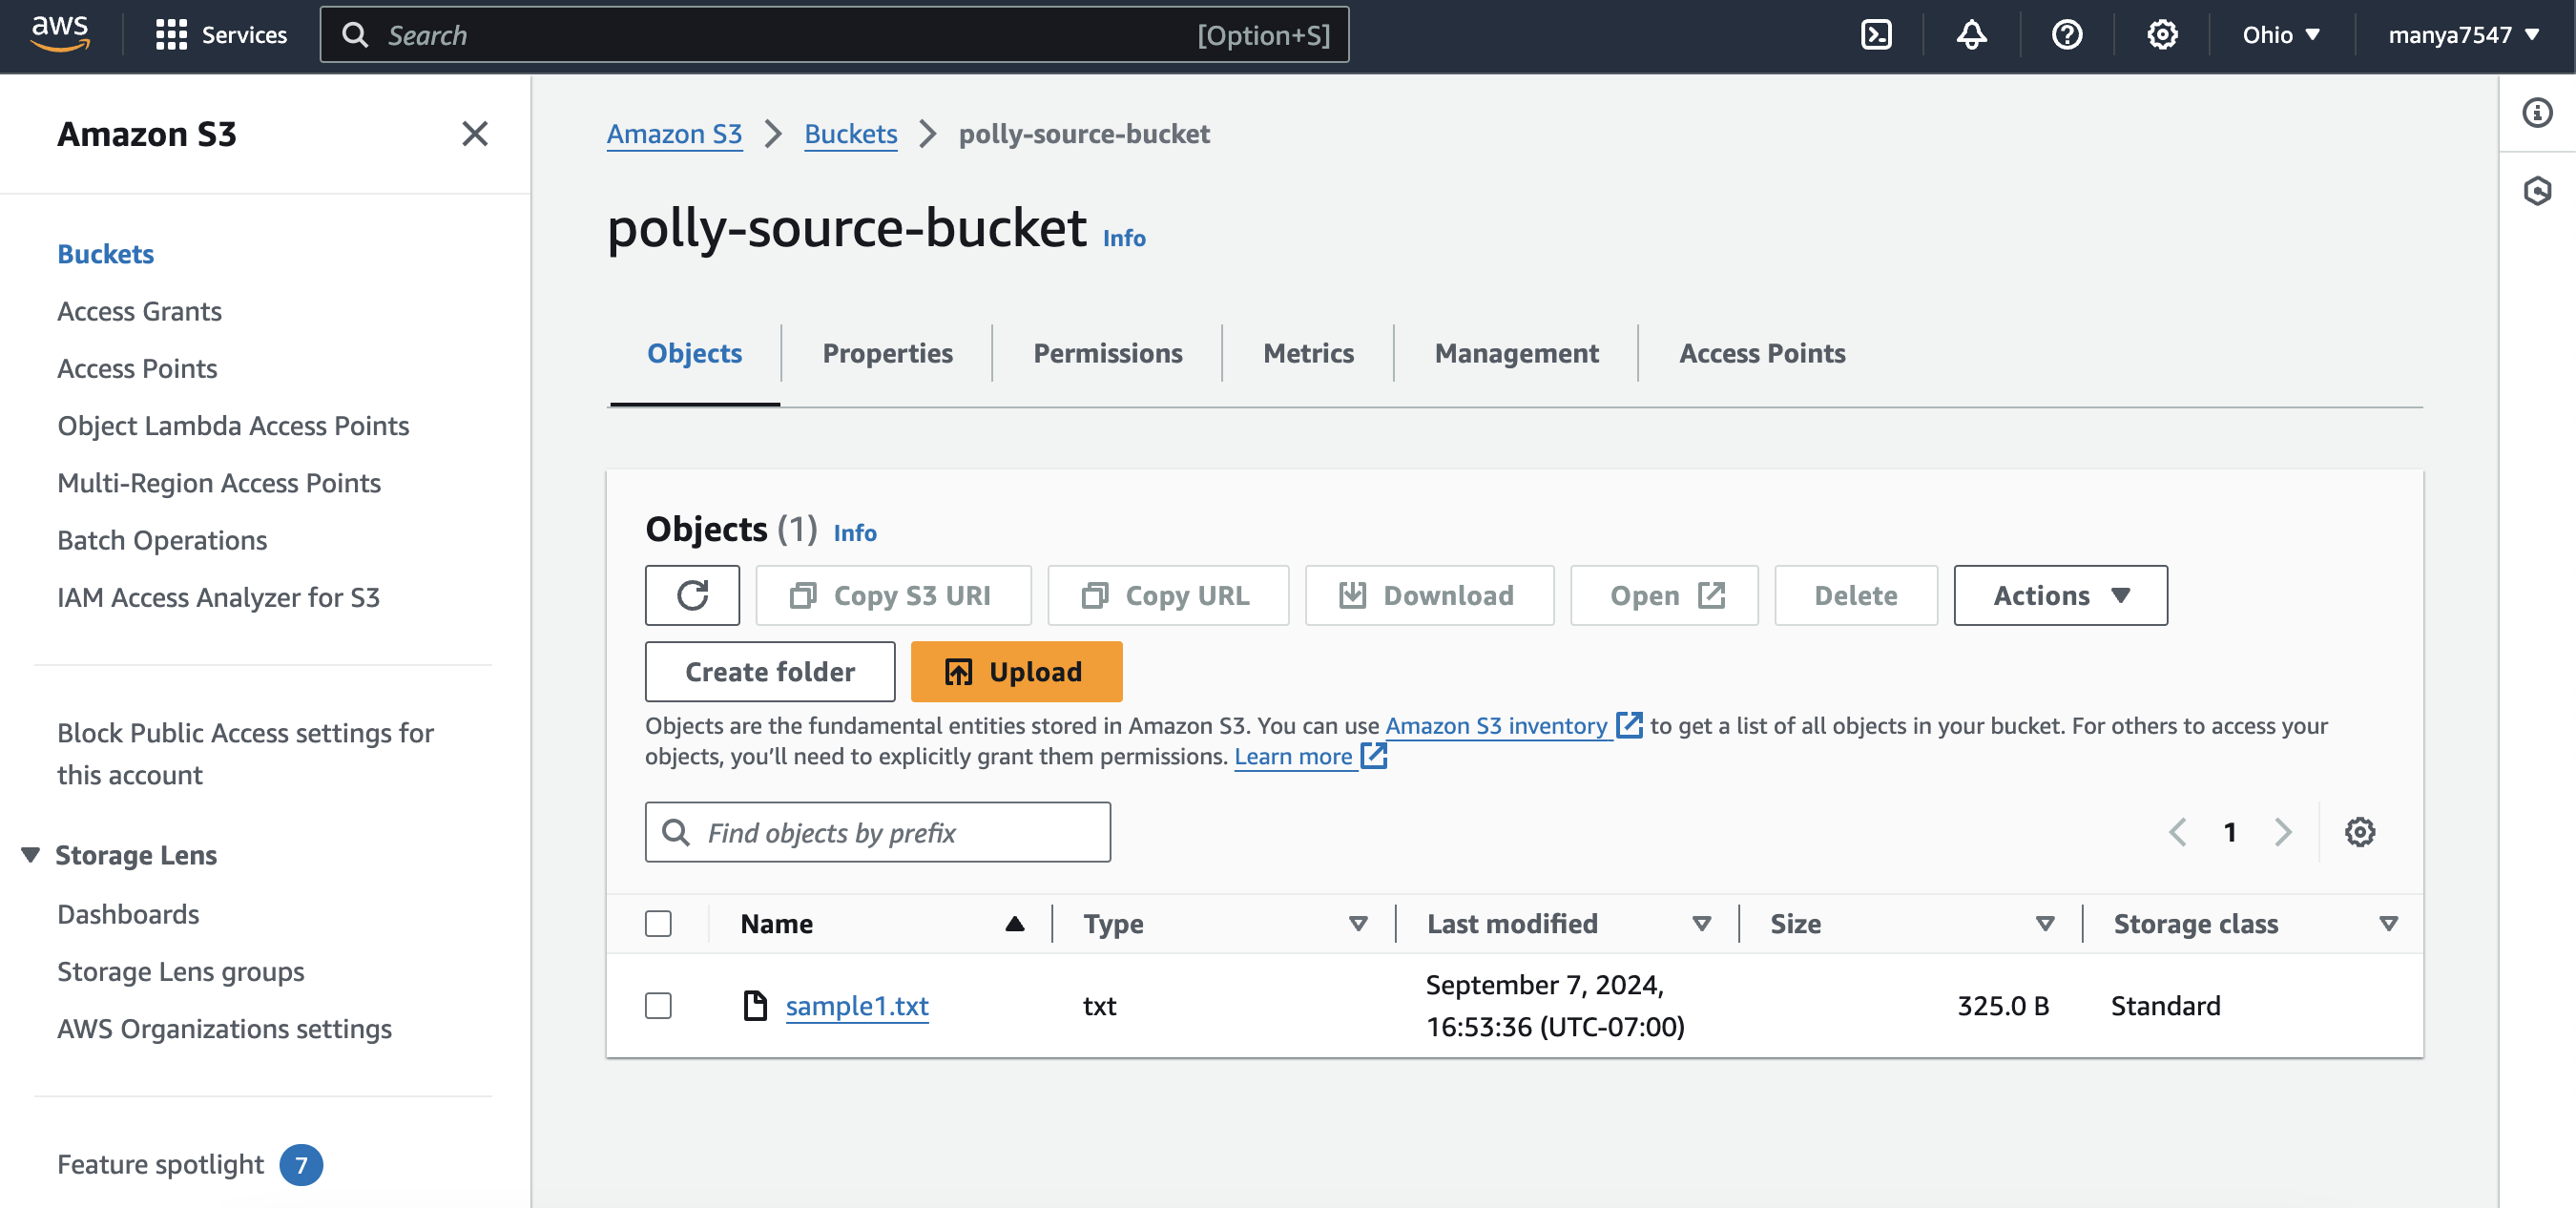 aws
Services
Search
[Option+S]
Ohio
manya7547
Amazon S3
Buckets
Access Grants
Access Points
Object Lambda Access Points
Multi-Region Access Points
Batch Operations
IAM Access Analyzer for S3
Block Public Access settings for
this account
Storage Lens
Dashboards
Storage Lens groups
AWS Organizations settings
Feature spotlight 7
Amazon S3 > Buckets > polly-source-bucket
polly-source-bucket Info
Objects
Properties
Permissions
Metrics
Management
Access Points
Objects (1) Info
Copy S3 URI
Copy URL
Download
Open
Delete
Actions
Create folder
Upload
Objects are the fundamental entities stored in Amazon S3. You can use Amazon S3 inventory to get a list of all objects in your bucket. For others to access your
objects, you’ll need to explicitly grant them permissions. Learn more
Find objects by prefix
1
Name
Type
Last modified
Size
Storage class
sample1.txt
txt
September 7, 2024,
16:53:36 (UTC-07:00)
325.0 B
Standard